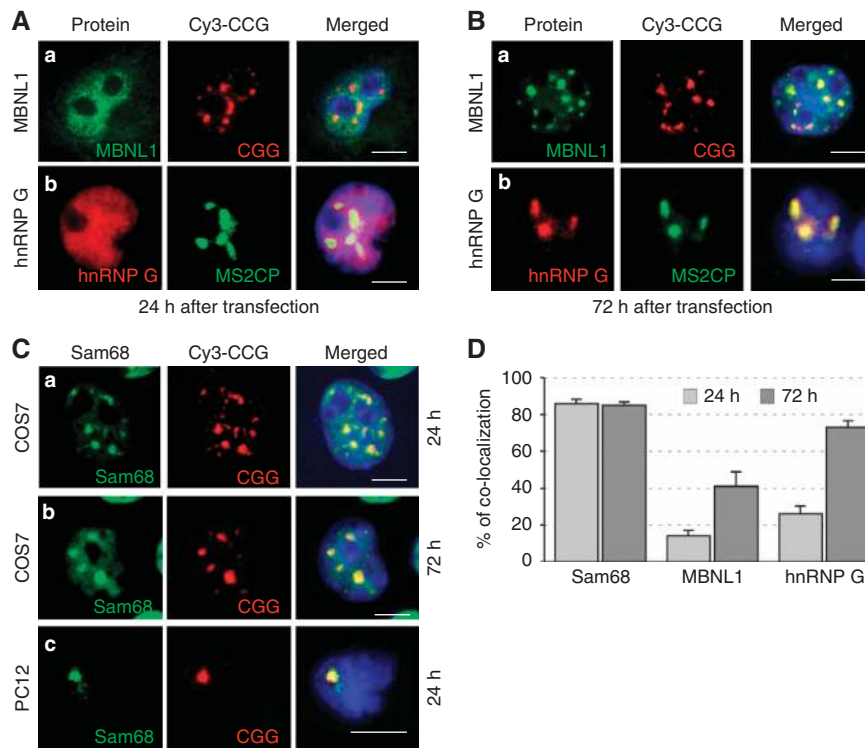 A
Protein Cy3-CCG Merged
a
MBNL1
MBNL1
CGG
b
hnRNP G
hnRNP G
MS2CP
24 h after transfection
B
Protein Cy3-CCG Merged
a
MBNL1
MBNL1
CGG
b
hnRNP G
hnRNP G
MS2CP
72 h after transfection
C
Sam68 Cy3-CCG Merged
a
COS7
Sam68
CGG
24 h
b
COS7
Sam68
CGG
72 h
c
PC12
Sam68
CGG
24 h
D
% of co-localization
100
80
60
40
20
0
24 h 72 h
Sam68 MBNL1 hnRNP G